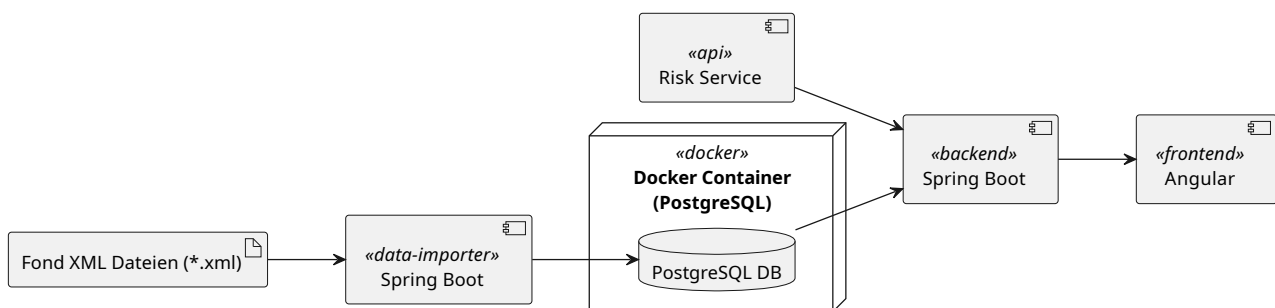 «api»
Risk Service
«docker»
Docker Container
(PostgreSQL)
«backend»
Spring Boot
«frontend»
Angular
Fond XML Dateien (*.xml)
«data-importer»
Spring Boot
PostgreSQL DB